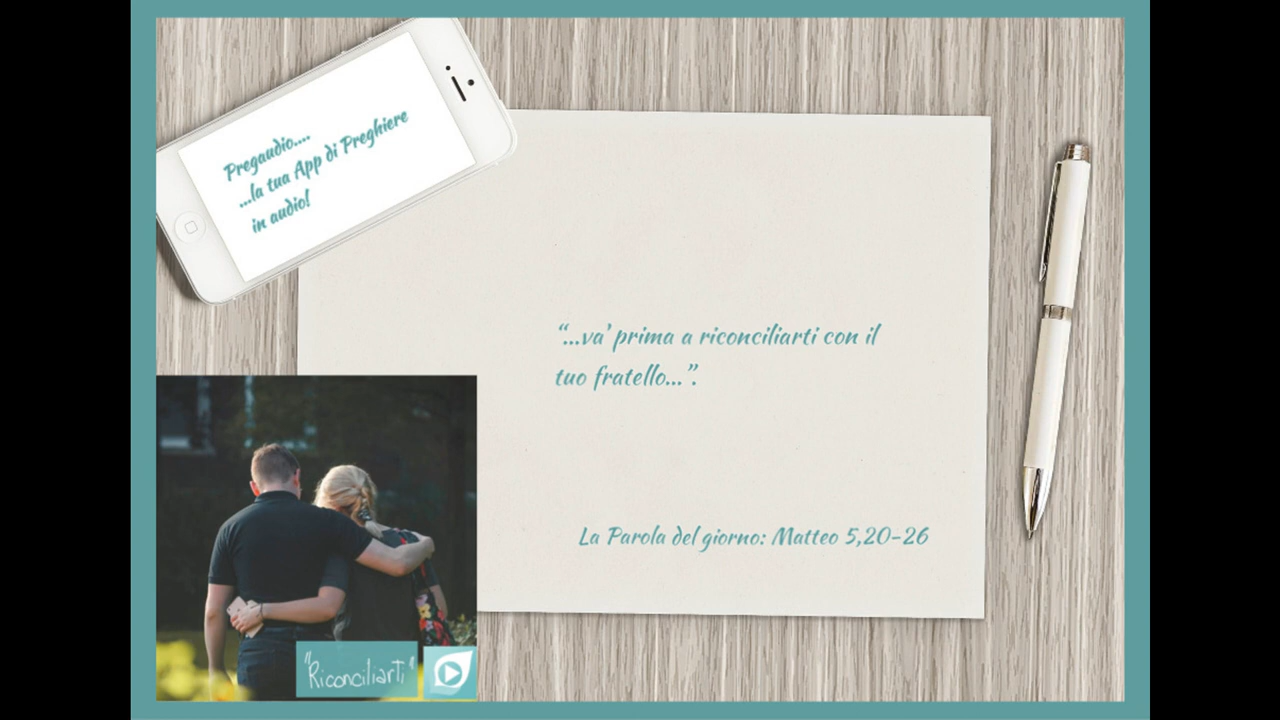 Pregaudio....
...la tua App di Preghiere
in audio!
“...va’ prima a riconciliarti con il
tuo fratello...”.
La Parola del giorno: Matteo 5,20-26
"Riconciliarti"